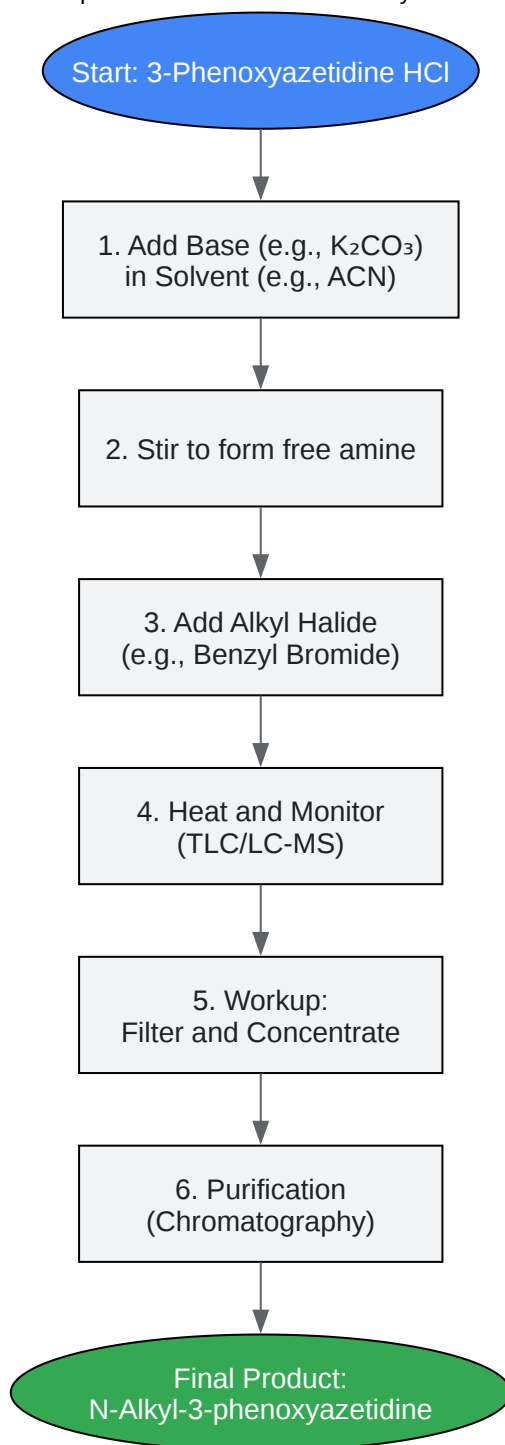 Start: 3-Phenoxyazetidine HCl
1. Add Base (e.g., K₂CO₃)
in Solvent (e.g., ACN)
2. Stir to form free amine
3. Add Alkyl Halide
(e.g., Benzyl Bromide)
4. Heat and Monitor
(TLC/LC-MS)
5. Workup:
Filter and Concentrate
6. Purification
(Chromatography)
Final Product:
N-Alkyl-3-phenoxyazetidine